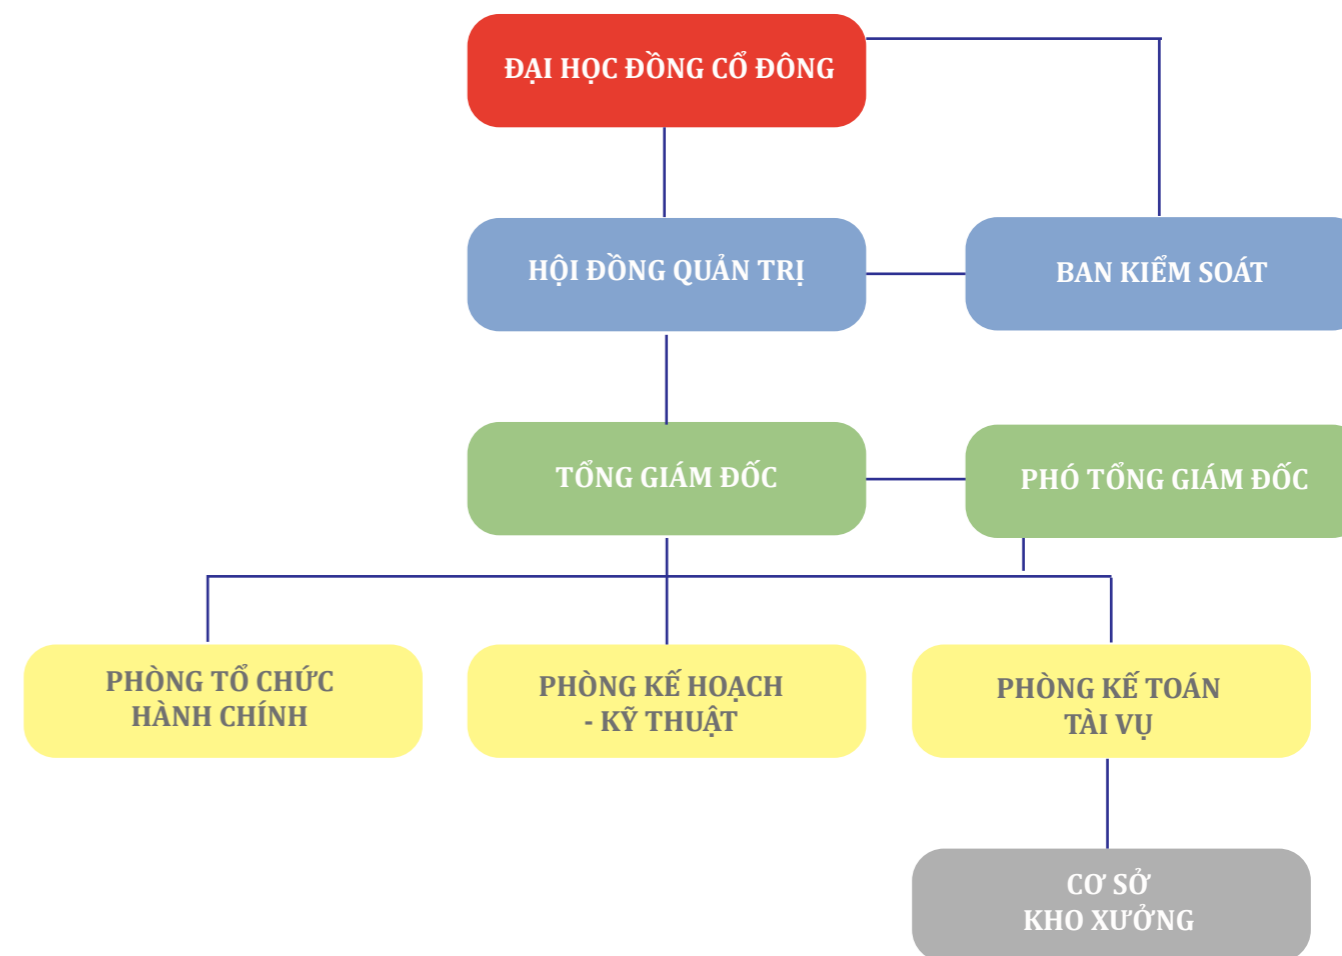 ĐẠI HỌC ĐỒNG CỔ ĐÔNG
HỘI ĐỒNG QUẢN TRỊ
BAN KIỂM SOÁT
TỔNG GIÁM ĐỐC
PHÓ TỔNG GIÁM ĐỐC
PHÒNG TỔ CHỨC
HÀNH CHÍNH
PHÒNG KẾ HOẠCH
- KỸ THUẬT
PHÒNG KẾ TOÁN
TÀI VỤ
CƠ SỞ
KHO XƯỞNG